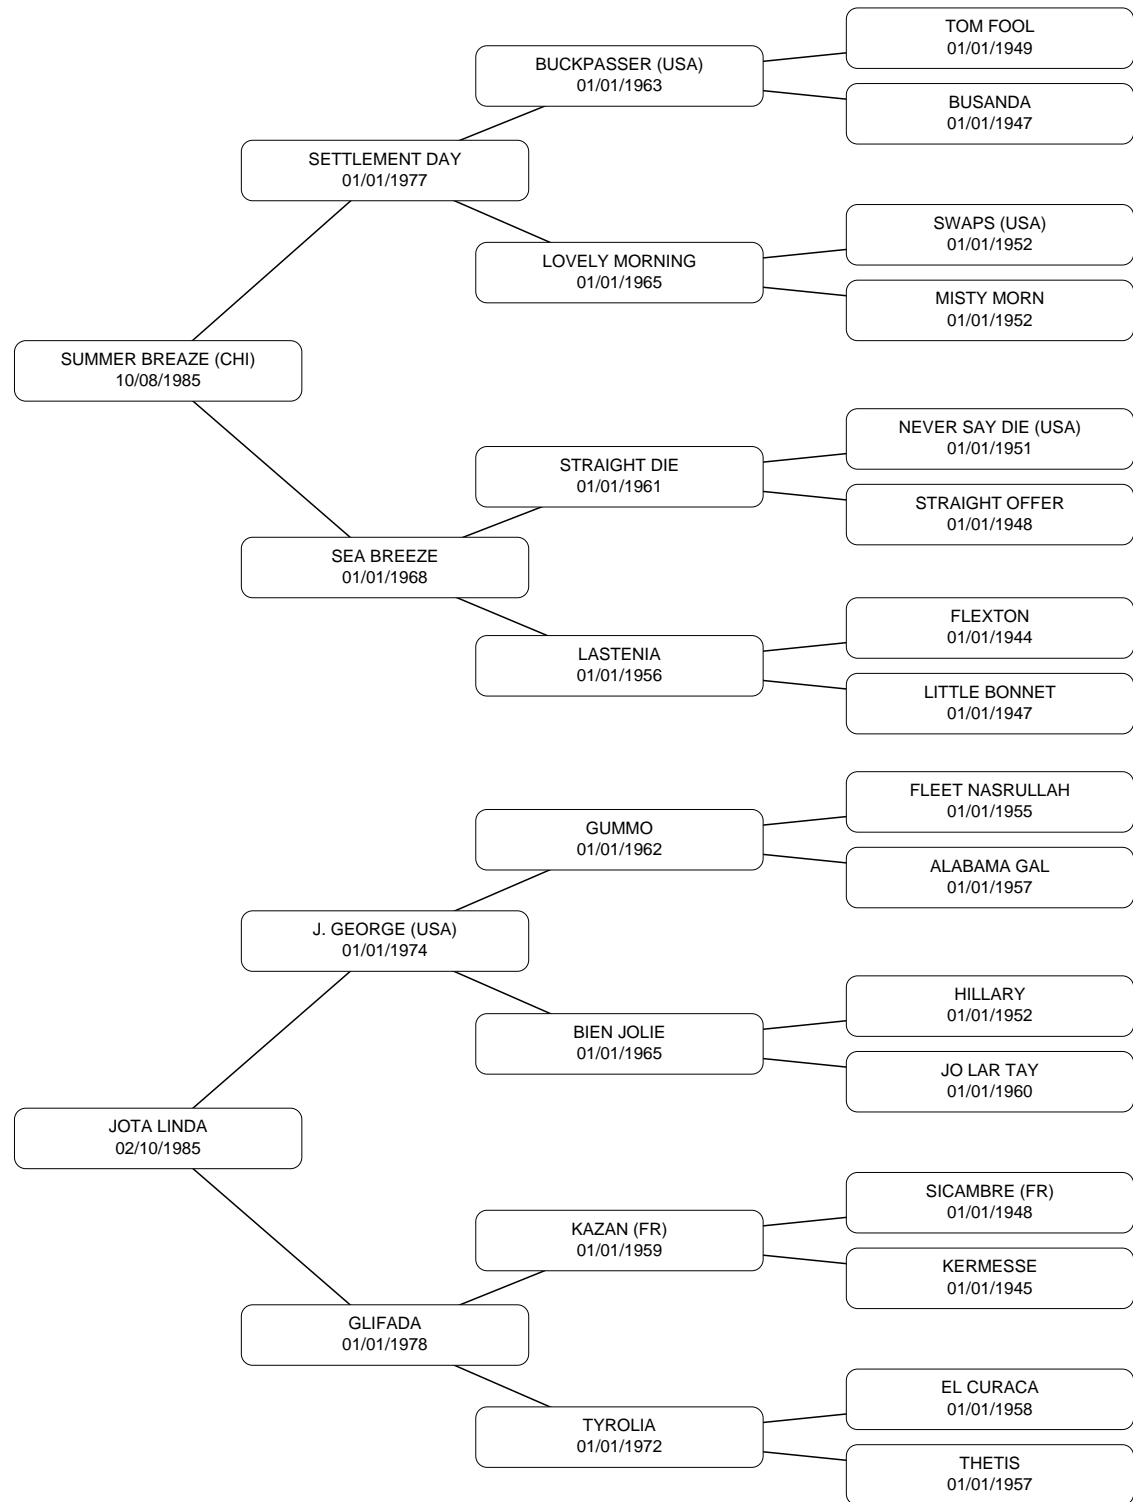 TOM FOOL
01/01/1949
BUCKPASSER (USA)
01/01/1963
BUSANDA
01/01/1947
SETTLEMENT DAY
01/01/1977
SWAPS (USA)
01/01/1952
LOVELY MORNING
01/01/1965
MISTY MORN
01/01/1952
SUMMER BREAZE (CHI)
10/08/1985
NEVER SAY DIE (USA)
01/01/1951
STRAIGHT DIE
01/01/1961
STRAIGHT OFFER
01/01/1948
SEA BREEZE
01/01/1968
FLEXTON
01/01/1944
LASTENIA
01/01/1956
LITTLE BONNET
01/01/1947
FLEET NASRULLAH
01/01/1955
GUMMO
01/01/1962
ALABAMA GAL
01/01/1957
J. GEORGE (USA)
01/01/1974
HILLARY
01/01/1952
BIEN JOLIE
01/01/1965
JO LAR TAY
01/01/1960
JOTA LINDA
02/10/1985
SICAMBRE (FR)
01/01/1948
KAZAN (FR)
01/01/1959
KERMESSE
01/01/1945
GLIFADA
01/01/1978
EL CURACA
01/01/1958
TYROLIA
01/01/1972
THETIS
01/01/1957